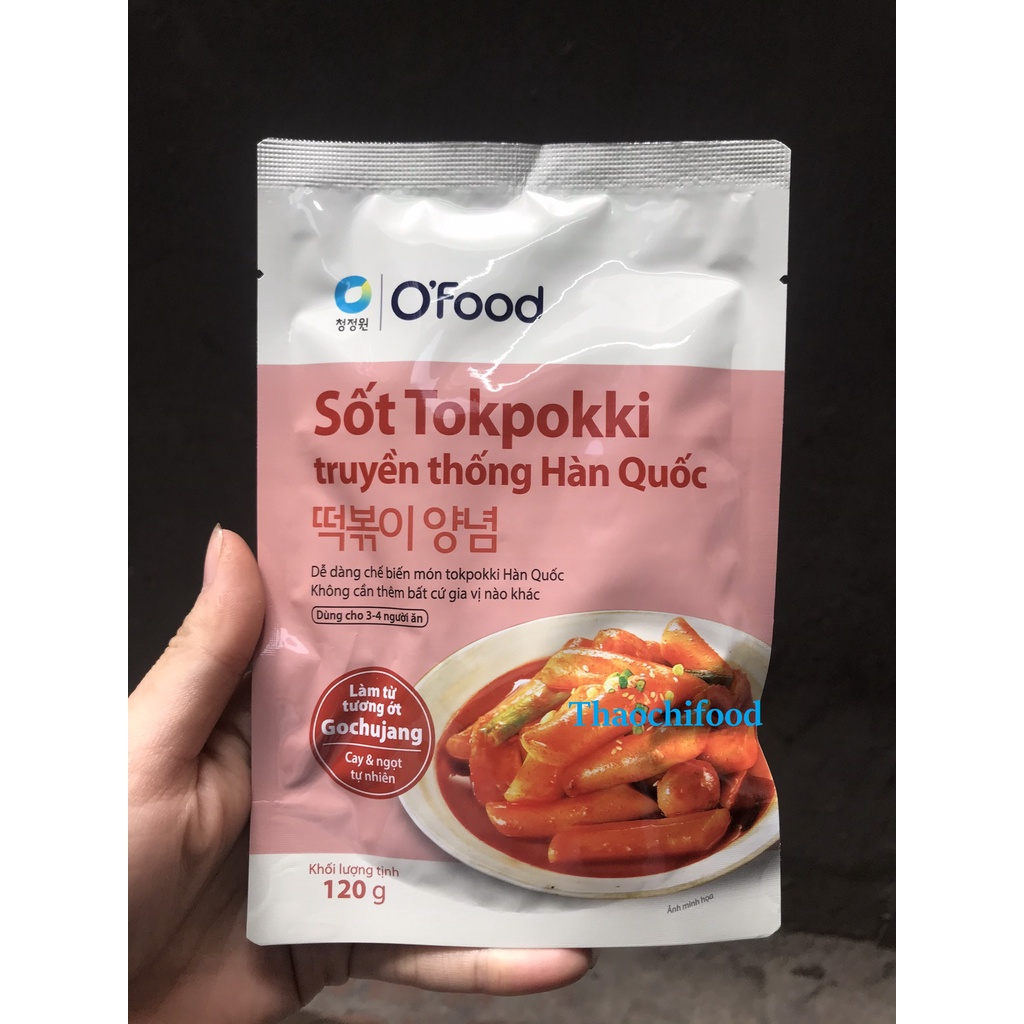 청정원
O'Food
Sốt Tokpokki
truyền thống Hàn Quốc
떡볶이 양념
Dễ dàng chế biến món tokpokki Hàn Quốc
Không cần thêm bất cứ gia vị nào khác
Dùng cho 3-4 người ăn
Làm từ
tương ớt
Gochujang
Cay & ngọt
tự nhiên
Thaochifood
Khối lượng tịnh
120 g
Ảnh minh họa